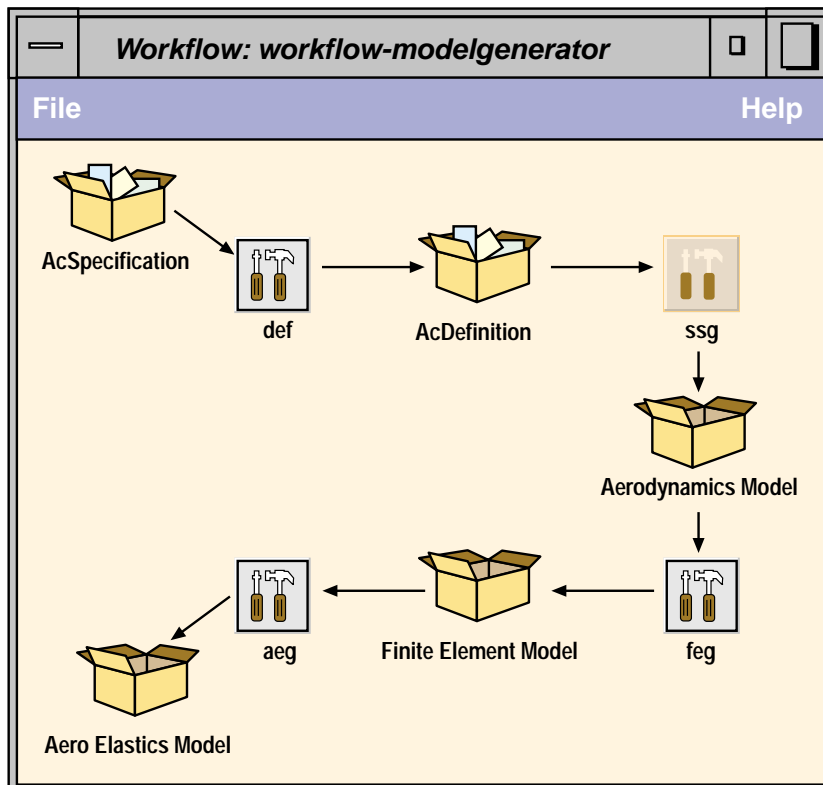 Workflow: workflow-modelgenerator
File Help
AcSpecification
def
AcDefinition
ssg
Aerodynamics Model
aeg
Finite Element Model
feg
Aero Elastics Model